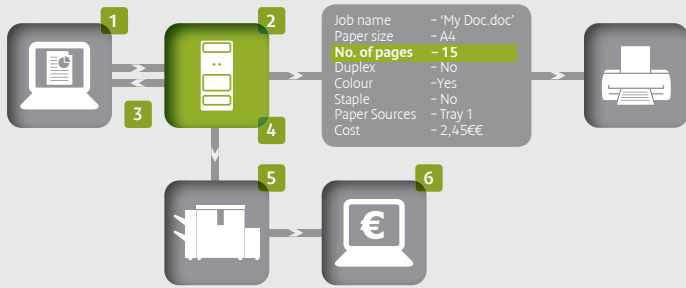 1
2
Job name – 'My Doc.doc'
Paper size – A4
No. of pages – 15
Duplex – No
Colour –Yes
Staple – No
Paper Sources – Tray 1
Cost – 2,45€€
3
4
5
6
€